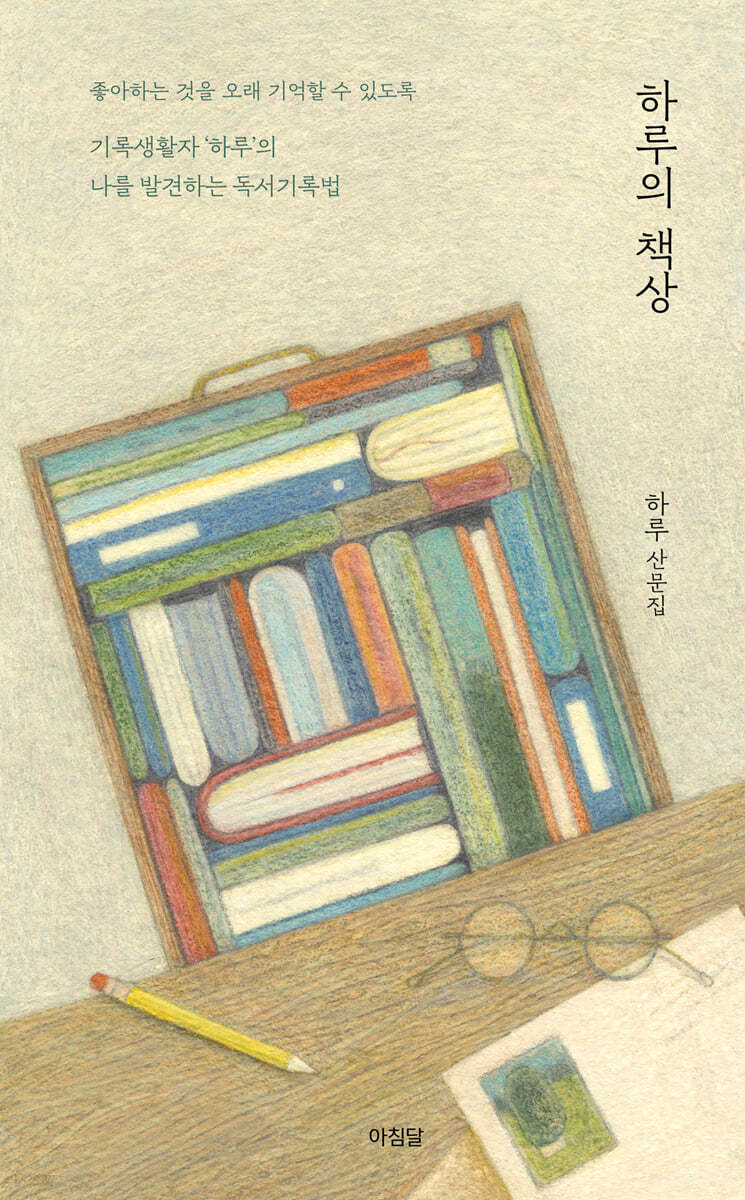 좋아하는 것을 오래 기억할 수 있도록
기록생활자 ‘하루’의
나를 발견하는 독서기록법
하루의 책상
하루 산문집
아침달